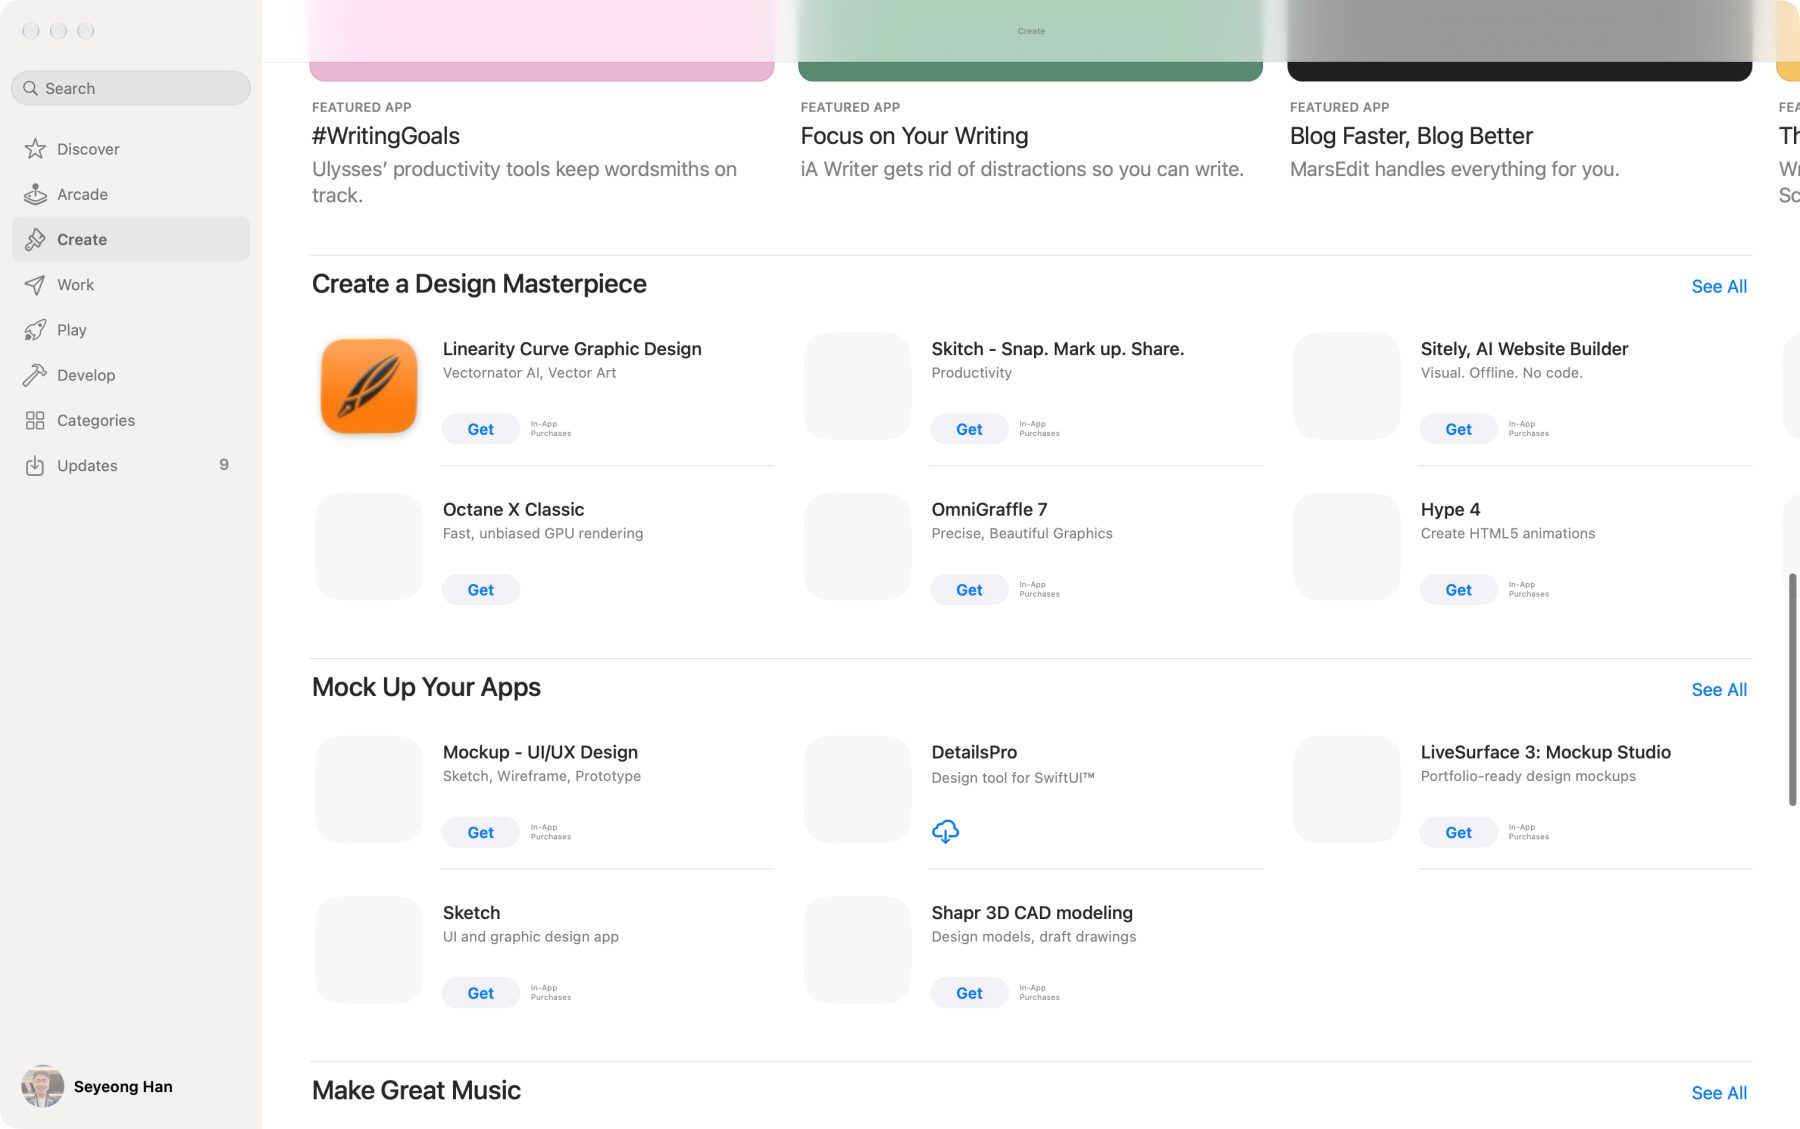 Search
Discover
Arcade
Create
Work
Play
Develop
Categories
Updates 9
Seyeong Han
Create
FEATURED APP
#WritingGoals
Ulysses’ productivity tools keep wordsmiths on
track.
FEATURED APP
Focus on Your Writing
iA Writer gets rid of distractions so you can write.
FEATURED APP
Blog Faster, Blog Better
MarsEdit handles everything for you.
Create a Design Masterpiece
See All
Linearity Curve Graphic Design
Vectornator AI, Vector Art
Get
In-App
Purchases
Skitch - Snap. Mark up. Share.
Productivity
Get
In-App
Purchases
Sitely, AI Website Builder
Visual. Offline. No code.
Get
In-App
Purchases
Octane X Classic
Fast, unbiased GPU rendering
Get
OmniGraffle 7
Precise, Beautiful Graphics
Get
In-App
Purchases
Hype 4
Create HTML5 animations
Get
In-App
Purchases
Mock Up Your Apps
See All
Mockup - UI/UX Design
Sketch, Wireframe, Prototype
Get
In-App
Purchases
DetailsPro
Design tool for SwiftUI™
LiveSurface 3: Mockup Studio
Portfolio-ready design mockups
Get
In-App
Purchases
Sketch
UI and graphic design app
Get
In-App
Purchases
Shapr 3D CAD modeling
Design models, draft drawings
Get
In-App
Purchases
Make Great Music
See All